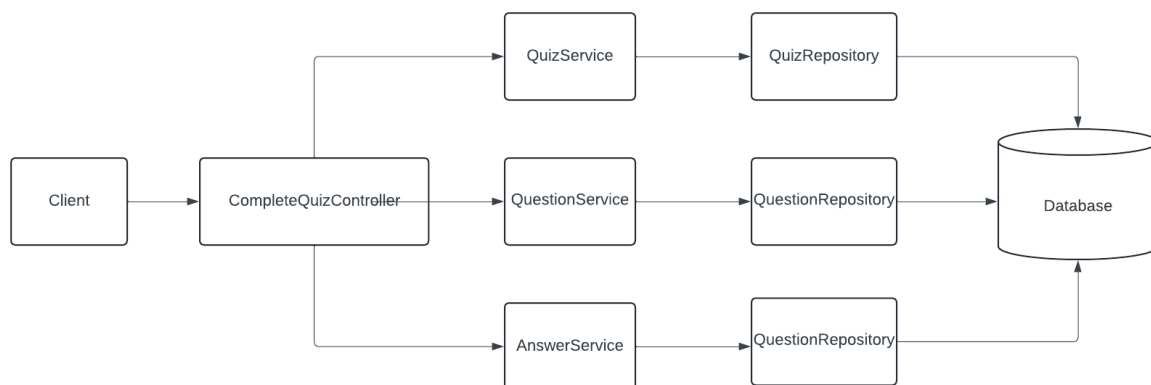 QuizService
QuizRepository
Client
CompleteQuizController
QuestionService
QuestionRepository
Database
AnswerService
QuestionRepository